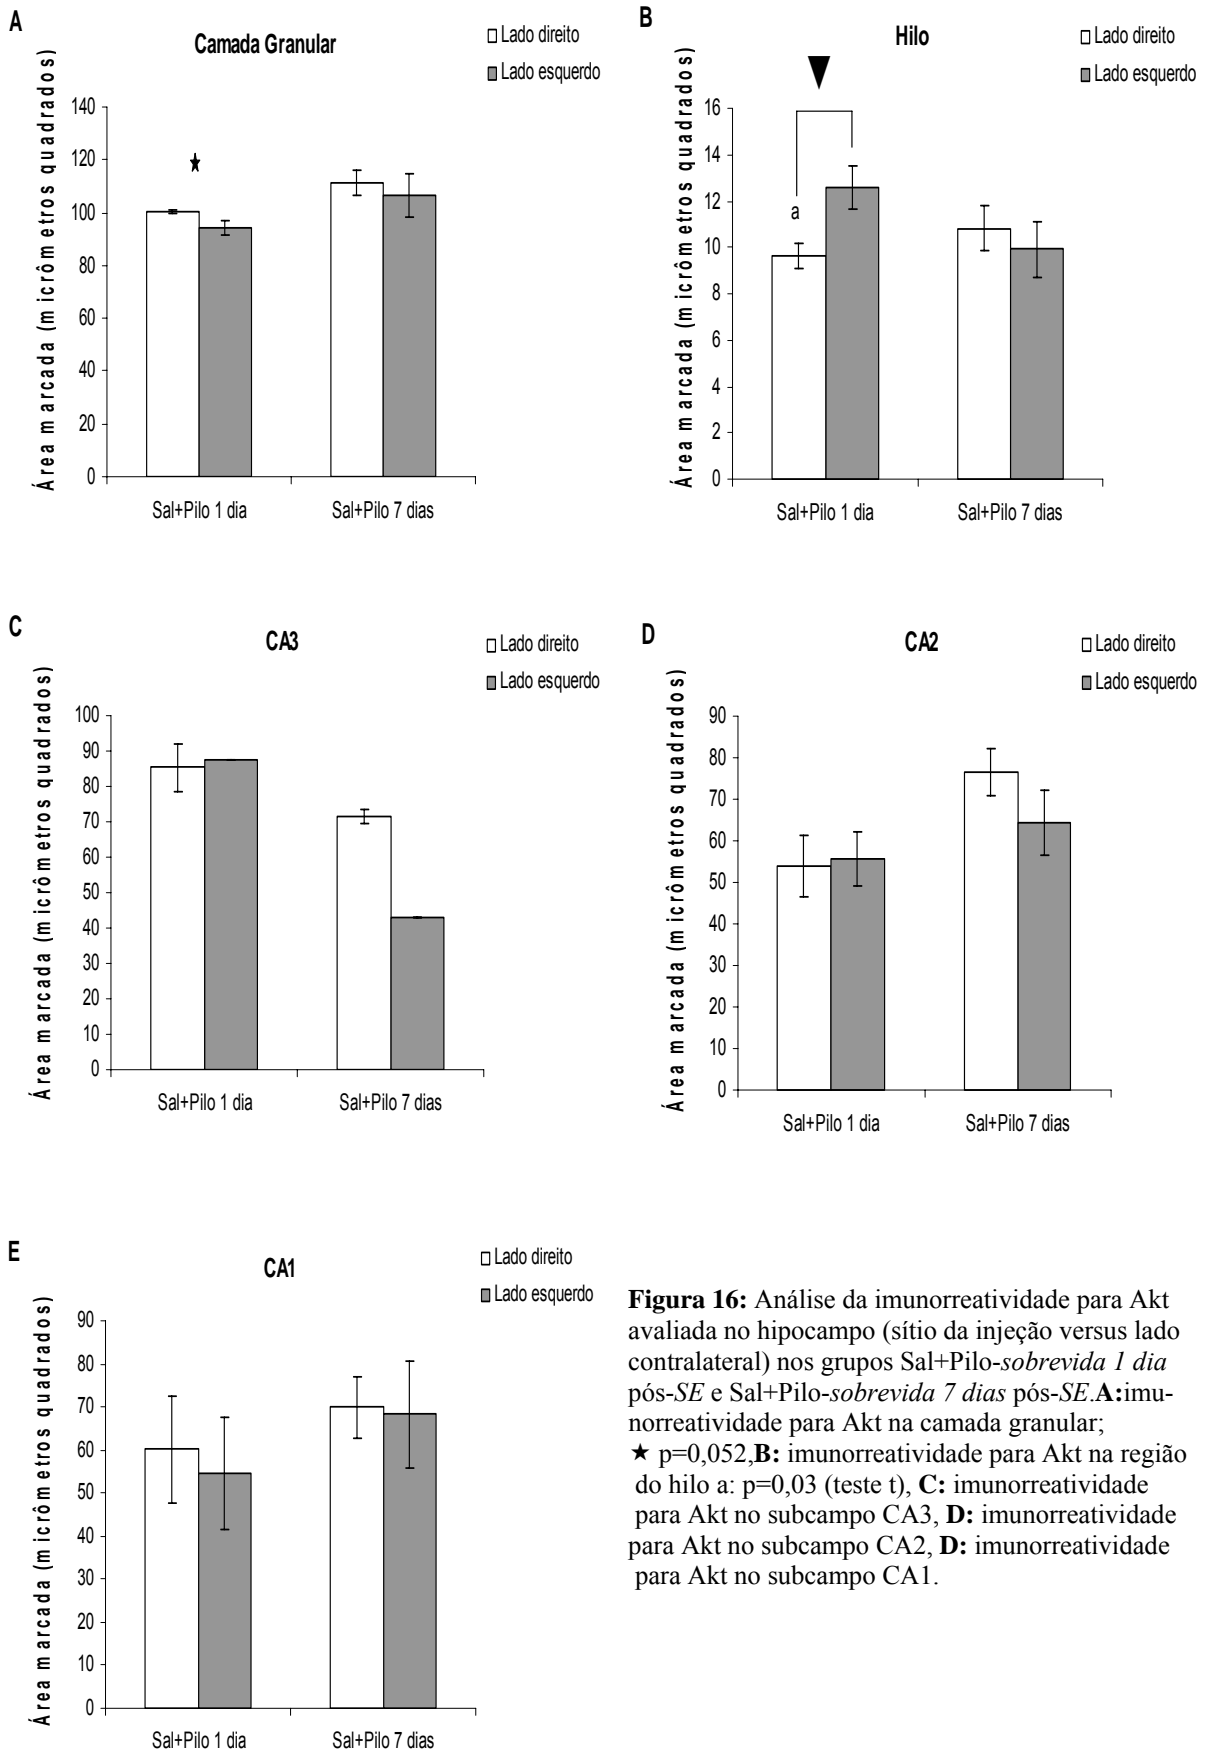 A
Camada Granular
Lado direito
Lado esquerdo
Área marcada (micrômetros quadrados)
140
120
100
80
60
40
20
0
Sal+Pilo 1 dia
Sal+Pilo 7 dias
B
Hilo
Lado direito
Lado esquerdo
Área marcada (micrômetros quadrados)
16
14
12
10
8
6
4
2
0
a
Sal+Pilo 1 dia
Sal+Pilo 7 dias
C
CA3
Lado direito
Lado esquerdo
Área marcada (micrômetros quadrados)
100
90
80
70
60
50
40
30
20
10
0
Sal+Pilo 1 dia
Sal+Pilo 7 dias
D
CA2
Lado direito
Lado esquerdo
Área marcada (micrômetros quadrados)
90
80
70
60
50
40
30
20
10
0
Sal+Pilo 1 dia
Sal+Pilo 7 dias
E
CA1
Lado direito
Lado esquerdo
Área marcada (micrômetros quadrados)
90
80
70
60
50
40
30
20
10
0
Sal+Pilo 1 dia
Sal+Pilo 7 dias
Figura 16: Análise da imunorreatividade para Akt
avaliada no hipocampo (sítio da injeção versus lado
contralateral) nos grupos Sal+Pilo-sobrevida 1 dia
pós-SE e Sal+Pilo-sobrevida 7 dias pós-SE.A:imu-
norreatividade para Akt na camada granular;
★ p=0,052,B: imunorreatividade para Akt na região
do hilo a: p=0,03 (teste t), C: imunorreatividade
para Akt no subcampo CA3, D: imunorreatividade
para Akt no subcampo CA2, D: imunorreatividade
para Akt no subcampo CA1.